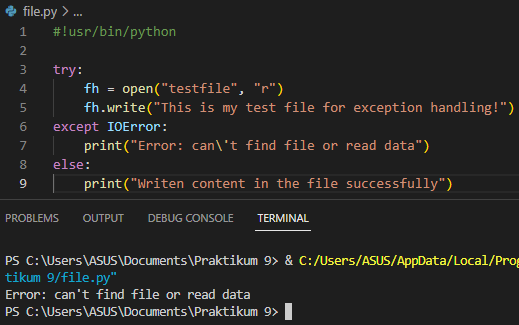 file.py > ...
1 #!usr/bin/python
2
3 try:
4 fh = open("testfile", "r")
5 fh.write("This is my test file for exception handling!")
6 except IOError:
7 print("Error: can\'t find file or read data")
8 else:
9 print("Writen content in the file successfully")
PROBLEMS OUTPUT DEBUG CONSOLE TERMINAL
PS C:\Users\ASUS\Documents\Praktikum 9> & C:/Users/ASUS/AppData/Local/Prog
tikum 9/file.py"
Error: can't find file or read data
PS C:\Users\ASUS\Documents\Praktikum 9>